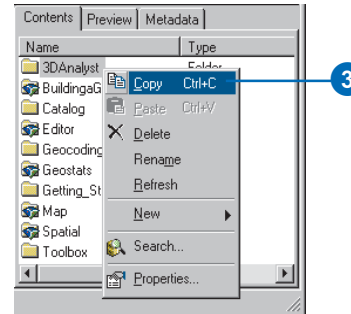 Contents Preview Metadata
Name Type
3DAnalyst Folder
BuildingaG
Catalog
Editor
Geocoding
Geostats
Getting_St
Map
Spatial
Toolbox
Copy Ctrl+C
Paste Ctrl+V
Delete
Rename
Refresh
New
Search...
Properties...
3